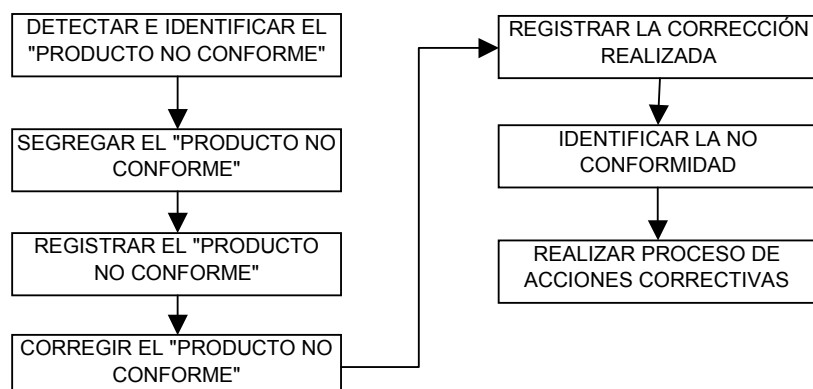 DETECTAR E IDENTIFICAR EL
"PRODUCTO NO CONFORME"
SEGREGAR EL "PRODUCTO NO
CONFORME"
REGISTRAR EL "PRODUCTO
NO CONFORME"
CORREGIR EL "PRODUCTO NO
CONFORME"
REGISTRAR LA CORRECCIÓN
REALIZADA
IDENTIFICAR LA NO
CONFORMIDAD
REALIZAR PROCESO DE
ACCIONES CORRECTIVAS